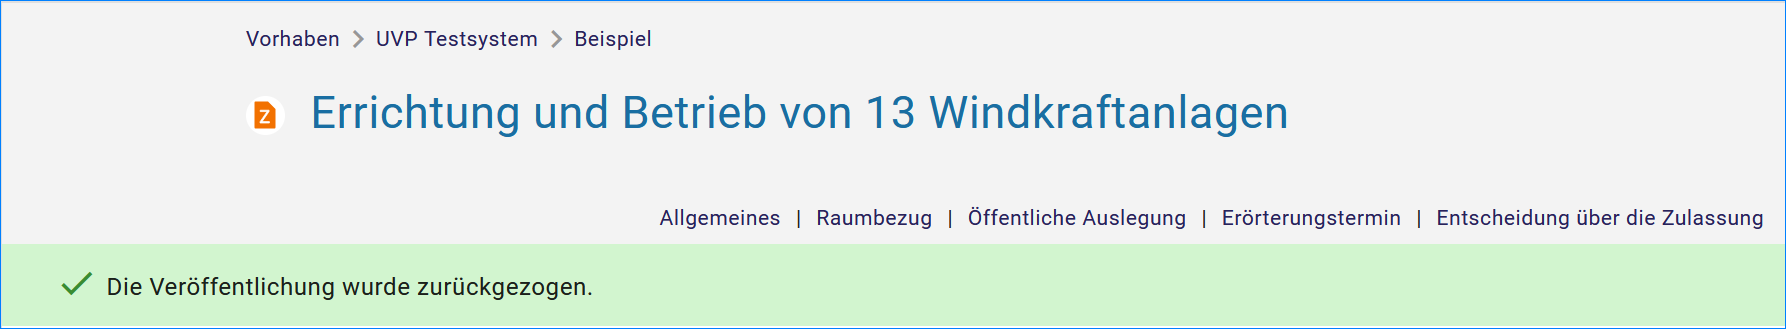 Vorhaben > UVP Testsystem > Beispiel
Z Errichtung und Betrieb von 13 Windkraftanlagen
Allgemeines | Raumbezug | Öffentliche Auslegung | Erörterungstermin | Entscheidung über die Zulassung
Die Veröffentlichung wurde zurückgezogen.